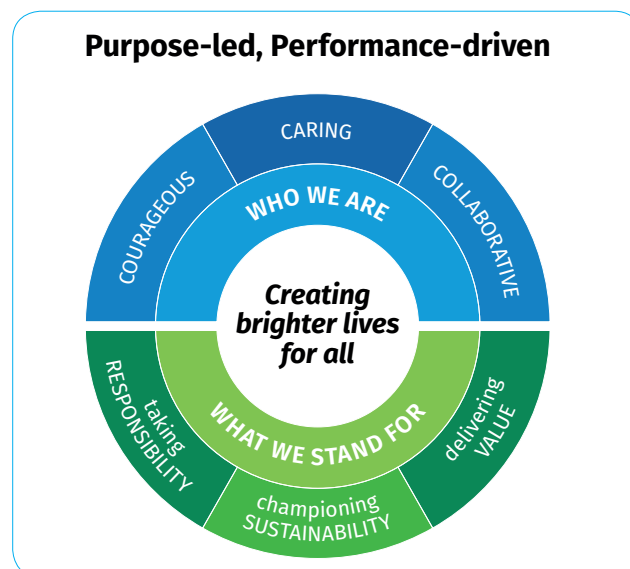 Purpose-led, Performance-driven
COURAGEOUS
CARING
COLLABORATIVE
WHO WE ARE
Creating
brighter lives
for all
WHAT WE STAND FOR
taking
RESPONSIBILITY
championing
SUSTAINABILITY
delivering
VALUE